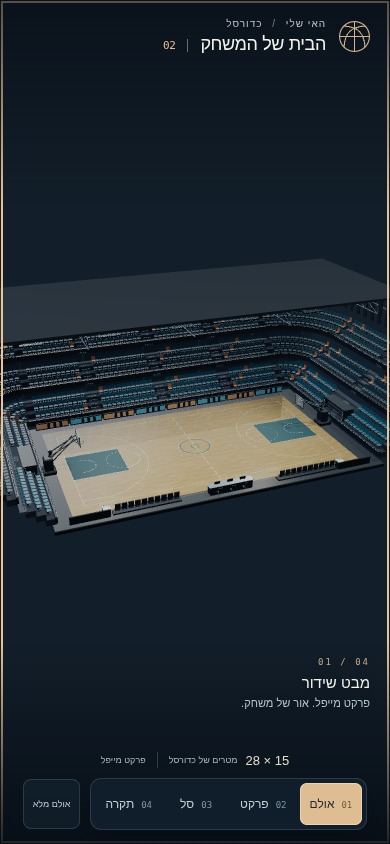 האי שלי / כדורסל
הבית של המשחק | 02
01 / 04
מבט שידור
פרקט מייפל. אור של משחק.
28 × 15 מטרים של כדורסל | פרקט מייפל
01 אולם 02 פרקט 03 סל 04 תקרה אולם מלא